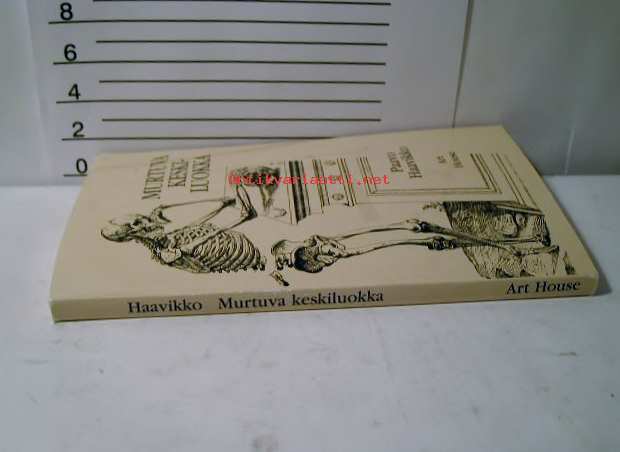 8
6
4
2
0
MURTUVA
KESKI-
LUOKKA
Paavo
Haavikko
Art
House
antikvariaatti.net
Haavikko Murtuva keskiluokka Art House